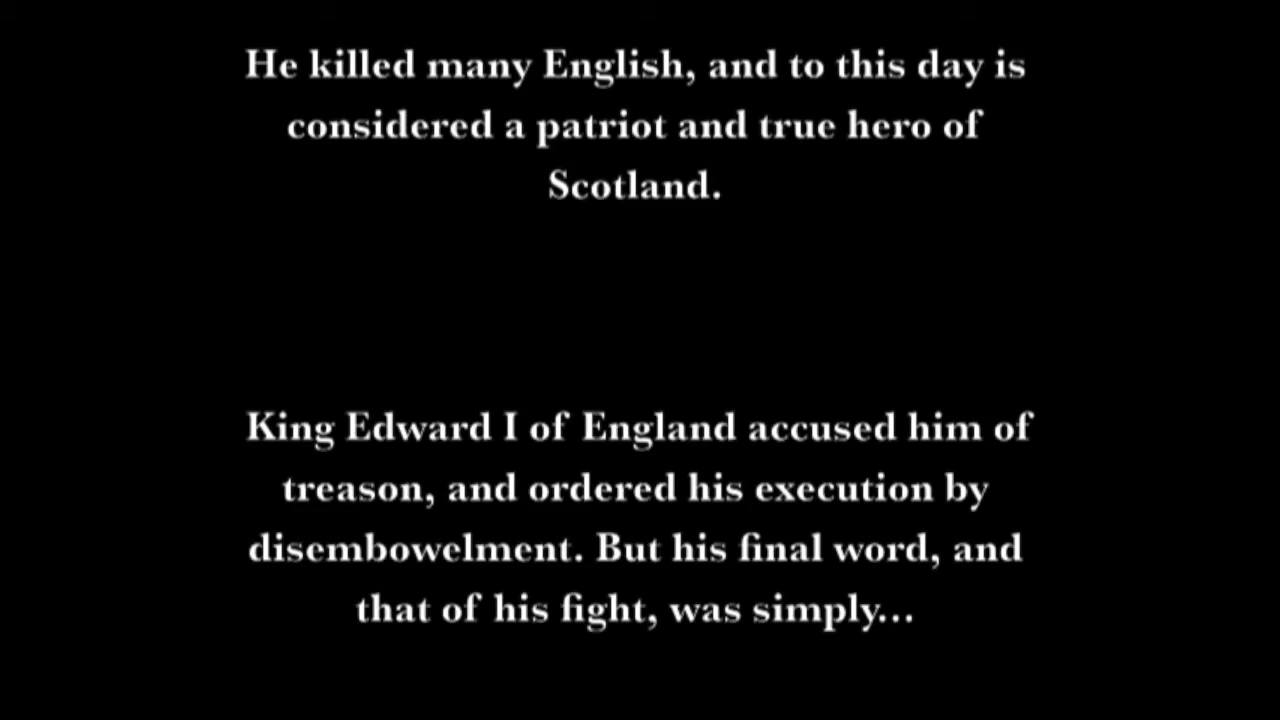 He killed many English, and to this day is
considered a patriot and true hero of
Scotland.
King Edward I of England accused him of
treason, and ordered his execution by
disembowelment. But his final word, and
that of his fight, was simply...